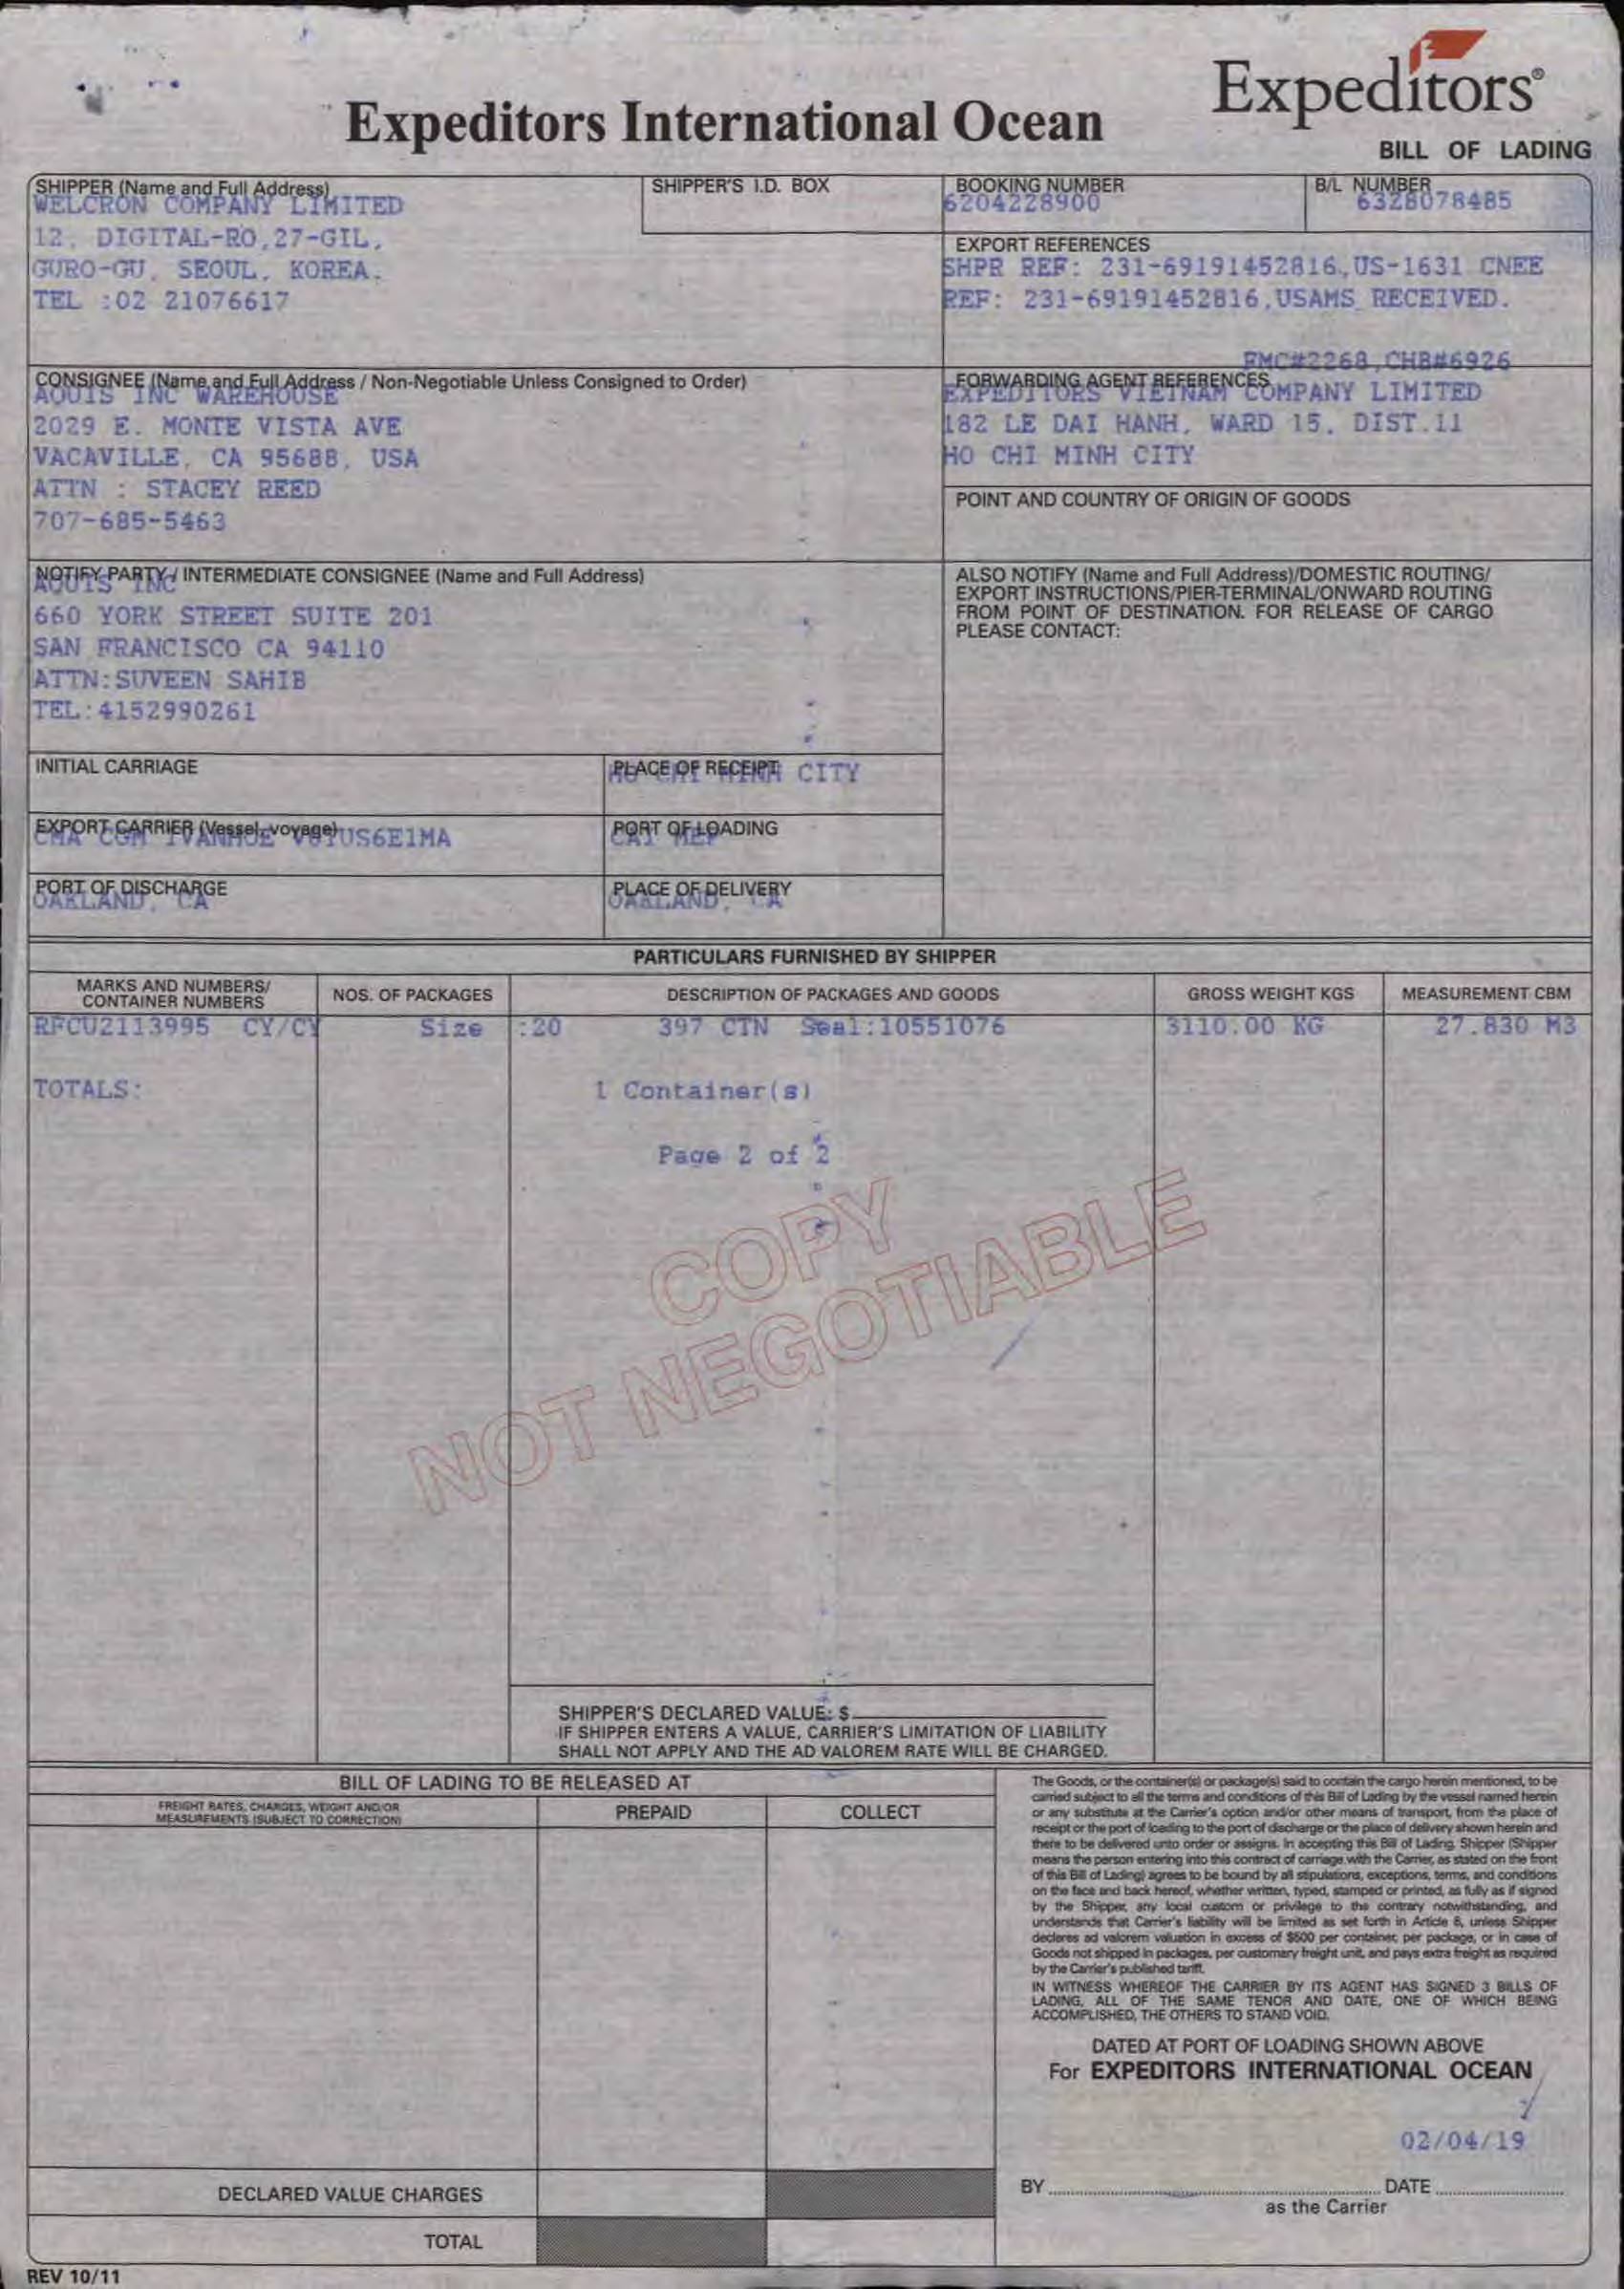 Expeditors International Ocean
Expeditors®
BILL OF LADING
SHIPPER (Name and Full Address)
WELCRON COMPANY LIMITED
12, DIGITAL-RO,27-GIL,
GURO-GU, SEOUL, KOREA.
TEL :02 21076617
SHIPPER'S I.D. BOX
BOOKING NUMBER
6204228900
B/L NUMBER
6328078485
EXPORT REFERENCES
SHPR REF: 231-69191452816,US-1631 CNEE
REF: 231-69191452816,USAMS RECEIVED.
FMC#2268,CHB#6926
CONSIGNEE (Name and Full Address / Non-Negotiable Unless Consigned to Order)
INC WAREHOUSE
2029 E. MONTE VISTA AVE
VACAVILLE, CA 95688, USA
ATTN : STACEY REED
707-685-5463
FORWARDING AGENT REFERENCES
EXPEDITORS VIETNAM COMPANY LIMITED
182 LE DAI HANH, WARD 15, DIST.11
HO CHI MINH CITY
POINT AND COUNTRY OF ORIGIN OF GOODS
NOTIFY PARTY / INTERMEDIATE CONSIGNEE (Name and Full Address)
INC
660 YORK STREET SUITE 201
SAN FRANCISCO CA 94110
ATTN:SUVEEN SAHIB
TEL:4152990261
ALSO NOTIFY (Name and Full Address)/DOMESTIC ROUTING/
EXPORT INSTRUCTIONS/PIER-TERMINAL/ONWARD ROUTING
FROM POINT OF DESTINATION. FOR RELEASE OF CARGO
PLEASE CONTACT:
INITIAL CARRIAGE
PLACE OF RECEIPT
HO CHI MINH CITY
EXPORT CARRIER (Vessel, voyage)
CMA CGM IVANHOE
PORT OF LOADING
CAI MEP
PORT OF DISCHARGE
OAKLAND, CA
PLACE OF DELIVERY
OAKLAND, CA
PARTICULARS FURNISHED BY SHIPPER
MARKS AND NUMBERS/
CONTAINER NUMBERS
NOS. OF PACKAGES
DESCRIPTION OF PACKAGES AND GOODS
GROSS WEIGHT KGS
MEASUREMENT CBM
RFCU2113995 CY/CY Size :20 397 CTN Seal:10551076 3110.00 KG 27.830 M3
TOTALS: 1 Container(s)
Page 2 of 2
COPY
NOT NEGOTIABLE
SHIPPER'S DECLARED VALUE: $
IF SHIPPER ENTERS A VALUE, CARRIER'S LIMITATION OF LIABILITY
SHALL NOT APPLY AND THE AD VALOREM RATE WILL BE CHARGED.
BILL OF LADING TO BE RELEASED AT
FREIGHT RATES, CHARGES, WEIGHT AND/OR
MEASUREMENTS (SUBJECT TO CORRECTION)
PREPAID
COLLECT
DECLARED VALUE CHARGES
TOTAL
The Goods, or the container(s) or package(s) said to contain the cargo herein mentioned, to be
carried subject to all the terms and conditions of this Bill of Lading by the vessel named herein
or any substitute at the Carrier's option and/or other means of transport, from the place of
receipt or the port of loading to the port of discharge or the place of delivery shown herein and
there to be delivered unto order or assigns. In accepting this Bill of Lading, Shipper (Shipper
means the person entering into this contract of carriage with the Carrier, as stated on the front
of this Bill of Lading) agrees to be bound by all stipulations, exceptions, terms, and conditions
on the face and back hereof, whether written, typed, stamped or printed, as fully as if signed
by the Shipper, any local custom or privilege to the contrary notwithstanding, and
understands that Carrier's liability will be limited as set forth in Article 8, unless Shipper
declares ad valorem valuation in excess of $500 per container, per package, or in case of
Goods not shipped in packages, per customary freight unit, and pays extra freight as required
by the Carrier's published tariff.
IN WITNESS WHEREOF THE CARRIER BY ITS AGENT HAS SIGNED 3 BILLS OF
LADING, ALL OF THE SAME TENOR AND DATE, ONE OF WHICH BEING
ACCOMPLISHED, THE OTHERS TO STAND VOID.
DATED AT PORT OF LOADING SHOWN ABOVE
For EXPEDITORS INTERNATIONAL OCEAN
02/04/19
BY DATE
as the Carrier
REV 10/11